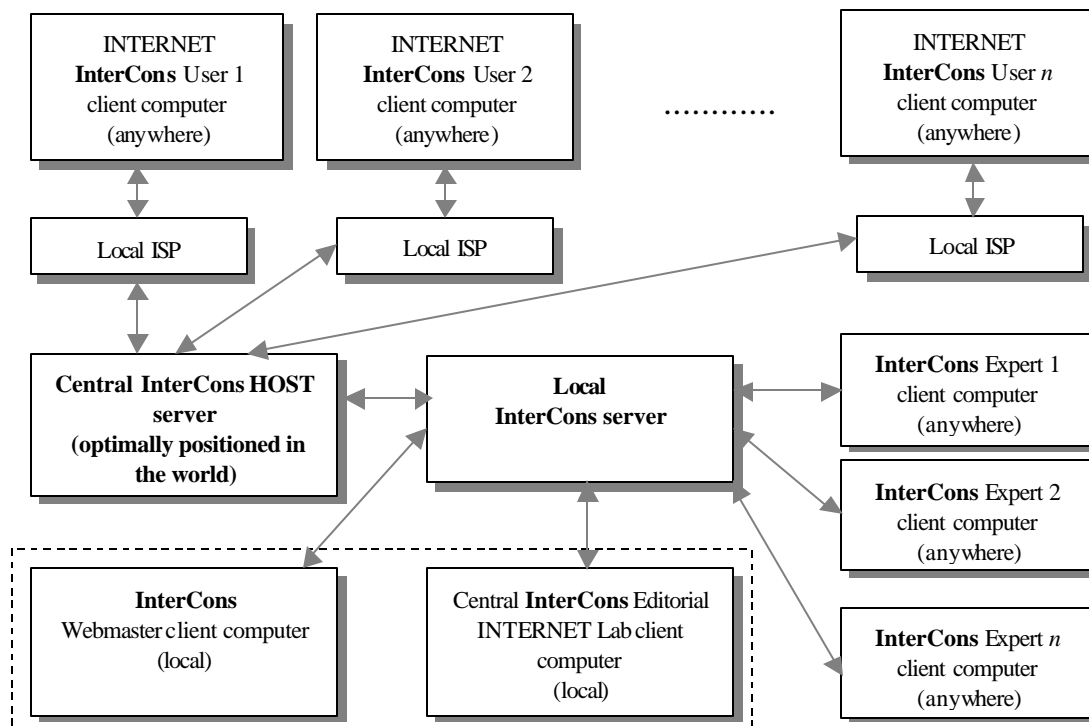 INTERNET
InterCons User 1
client computer
(anywhere)
INTERNET
InterCons User 2
client computer
(anywhere)
............
INTERNET
InterCons User n
client computer
(anywhere)
Local ISP
Local ISP
Local ISP
Central InterCons HOST
server
(optimally positioned in
the world)
Local
InterCons server
InterCons Expert 1
client computer
(anywhere)
InterCons Expert 2
client computer
(anywhere)
InterCons
Webmaster client computer
(local)
Central InterCons Editorial
INTERNET Lab client
computer
(local)
InterCons Expert n
client computer
(anywhere)